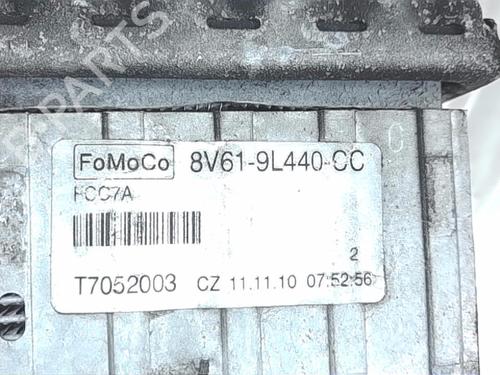 FoMoCo 8V61-9L440-CC
FCC7A
2
T7052003 CZ 11.11.10 07:52:56
C